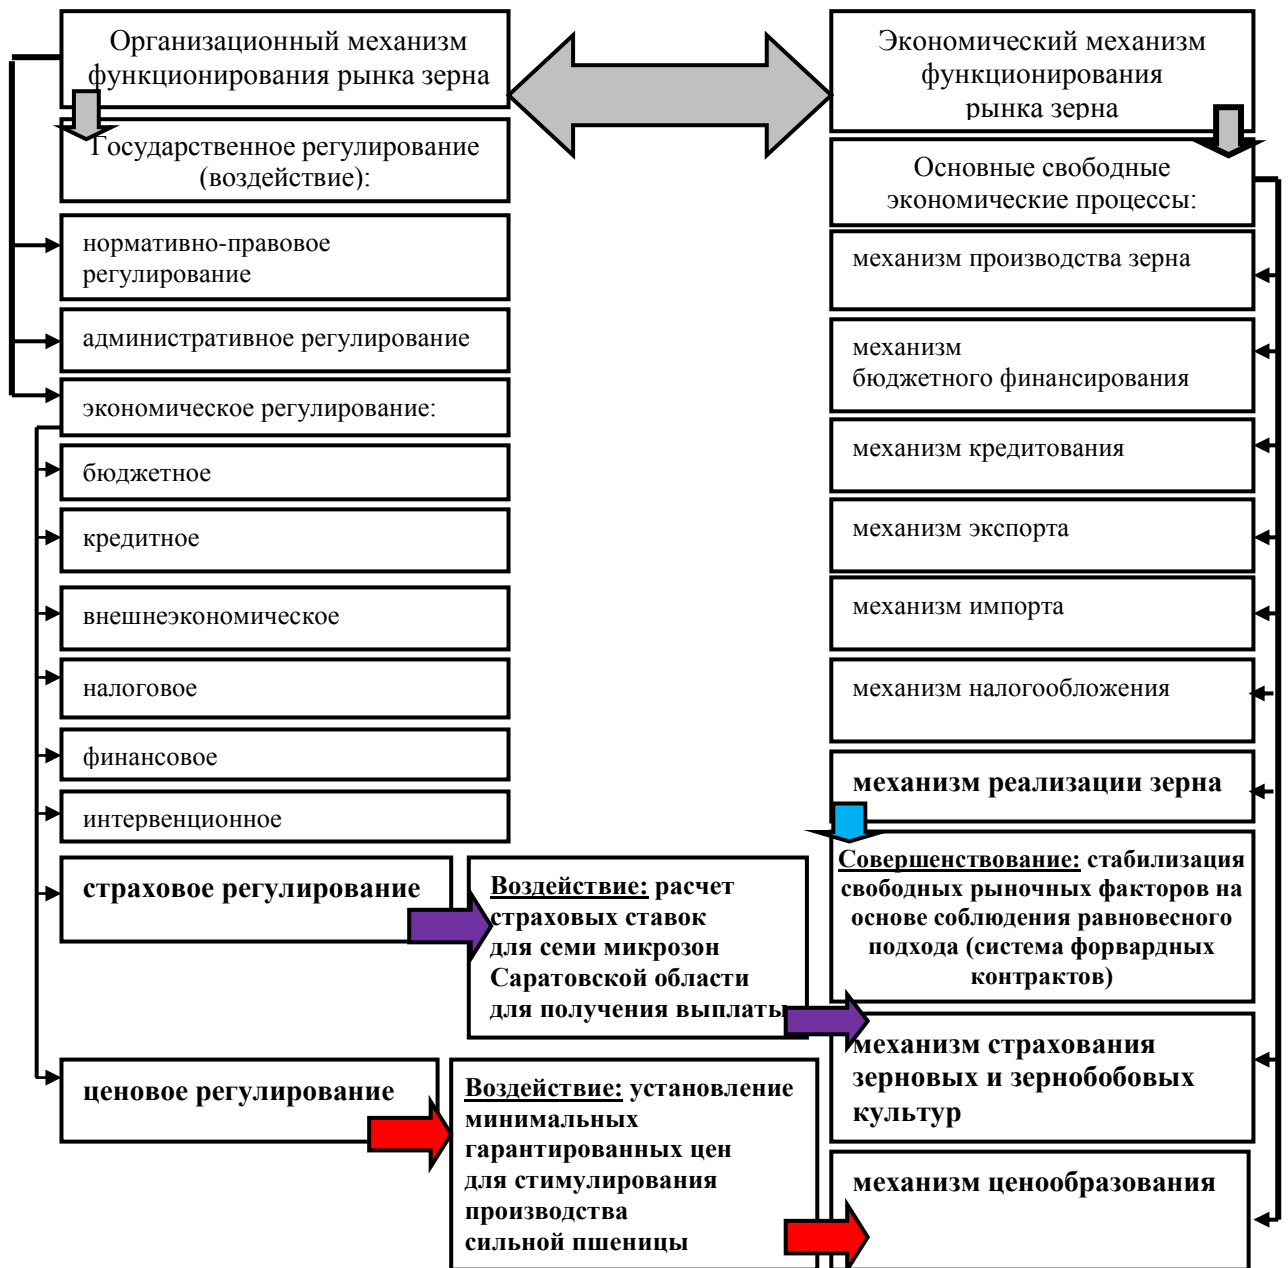 Организационный механизм
функционирования рынка зерна
Государственное регулирование
(воздействие):
нормативно-правовое
регулирование
административное регулирование
экономическое регулирование:
бюджетное
кредитное
внешнеэкономическое
налоговое
финансовое
интервенционное
страховое регулирование
Воздействие: расчет
страховых ставок
для семи микрозон
Саратовской области
для получения выплаты
ценовое регулирование
Воздействие: установление
минимальных
гарантированных цен
для стимулирования
производства
сильной пшеницы
Экономический механизм
функционирования
рынка зерна
Основные свободные
экономические процессы:
механизм производства зерна
механизм
бюджетного финансирования
механизм кредитования
механизм экспорта
механизм импорта
механизм налогообложения
механизм реализации зерна
Совершенствование: стабилизация
свободных рыночных факторов на
основе соблюдения равновесного
подхода (система форвардных
контрактов)
механизм страхования
зерновых и зернобобовых
культур
механизм ценообразования